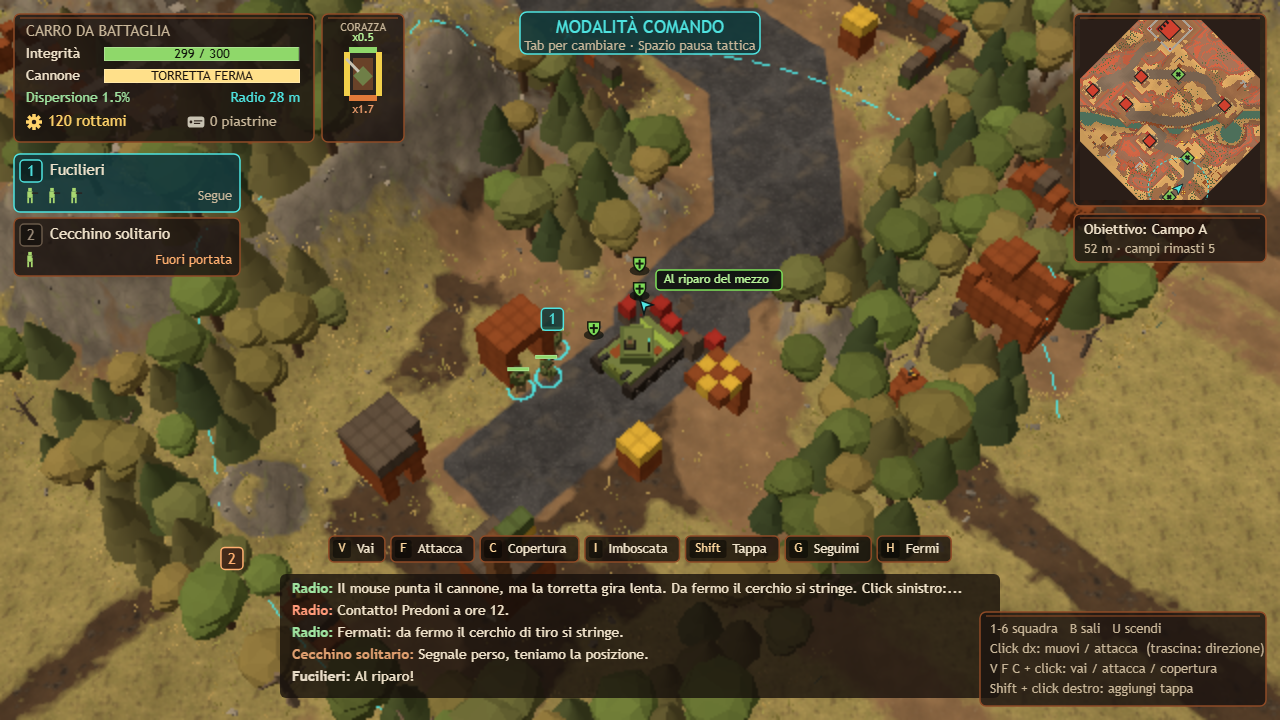 CARRO DA BATTAGLIA
Integrità 299 / 300
Cannone TORRETTA FERMA
Dispersione 1.5% Radio 28 m
120 rottami 0 piastrine
CORAZZA
x0.5
x1.7
MODALITÀ COMANDO
Tab per cambiare · Spazio pausa tattica
1 Fucilieri
Segue
2 Cecchino solitario
Fuori portata
Obiettivo: Campo A
52 m · campi rimasti 5
Al riparo del mezzo
1
2
V Vai F Attacca C Copertura I Imboscata Shift Tappa G Seguimi H Fermi
Radio: Il mouse punta il cannone, ma la torretta gira lenta. Da fermo il cerchio si stringe. Click sinistro:...
Radio: Contatto! Predoni a ore 12.
Radio: Fermati: da fermo il cerchio di tiro si stringe.
Cecchino solitario: Segnale perso, teniamo la posizione.
Fucilieri: Al riparo!
1-6 squadra B sali U scendi
Click dx: muovi / attacca (trascina: direzione)
V F C + click: vai / attacca / copertura
Shift + click destro: aggiungi tappa